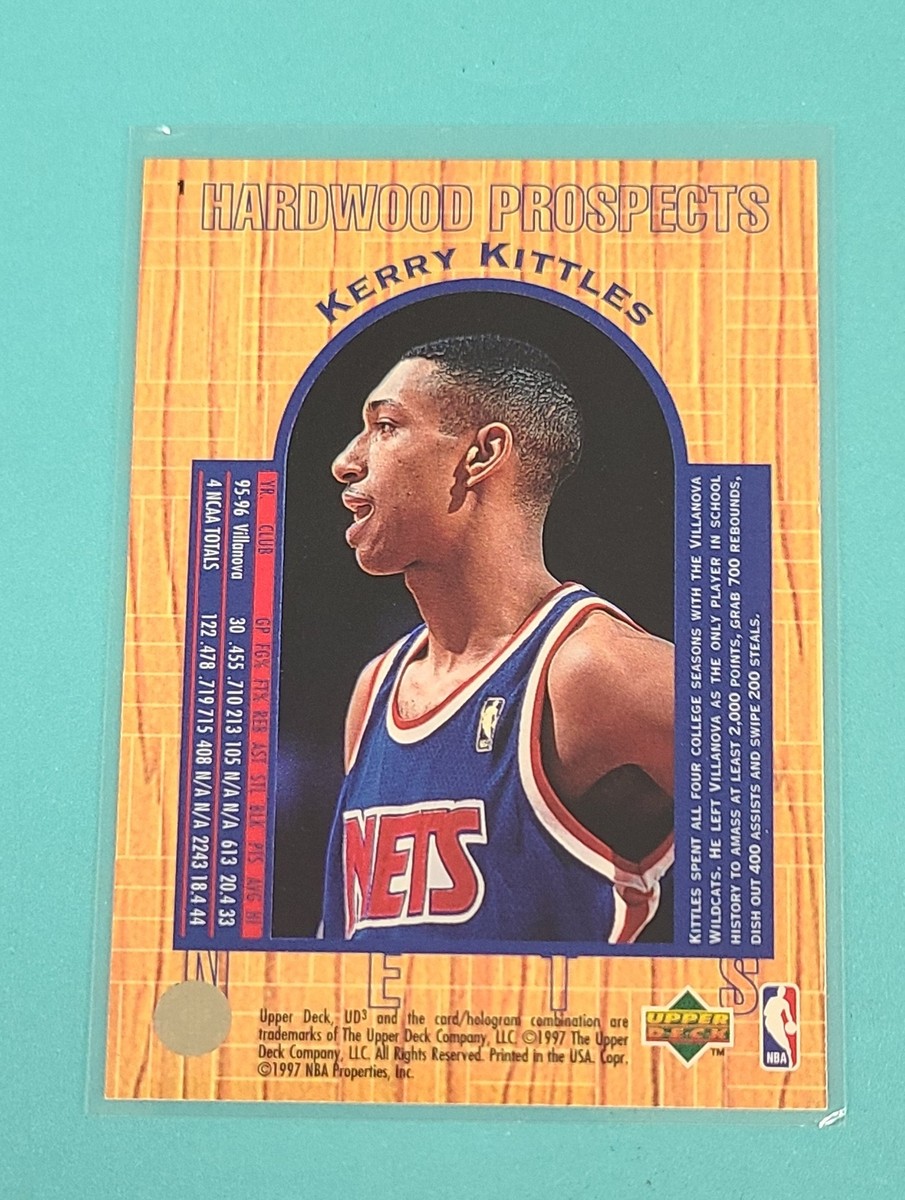 1
HARDWOOD PROSPECTS
KERRY KITTLES
YR. CLUB GP FG% FT% REB AST STL BLK PTS AVG HI
95-96 Villanova 30 .455 .710 213 105 N/A N/A 613 20.4 33
4 NCAA TOTALS 122 .478 .719 715 408 N/A N/A 2243 18.4 44
NETS
KITTLES SPENT ALL FOUR COLLEGE SEASONS WITH THE VILLANOVA
WILDCATS. HE LEFT VILLANOVA AS THE ONLY PLAYER IN SCHOOL
HISTORY TO AMASS AT LEAST 2,000 POINTS, GRAB 700 REBOUNDS,
DISH OUT 400 ASSISTS AND SWIPE 200 STEALS.
N E T S
Upper Deck, UD³ and the card/hologram combination are
trademarks of The Upper Deck Company, LLC. ©1997 The Upper
Deck Company, LLC. All Rights Reserved. Printed in the USA. Copr.
©1997 NBA Properties, Inc.
UPPER
DECK
TM
NBA